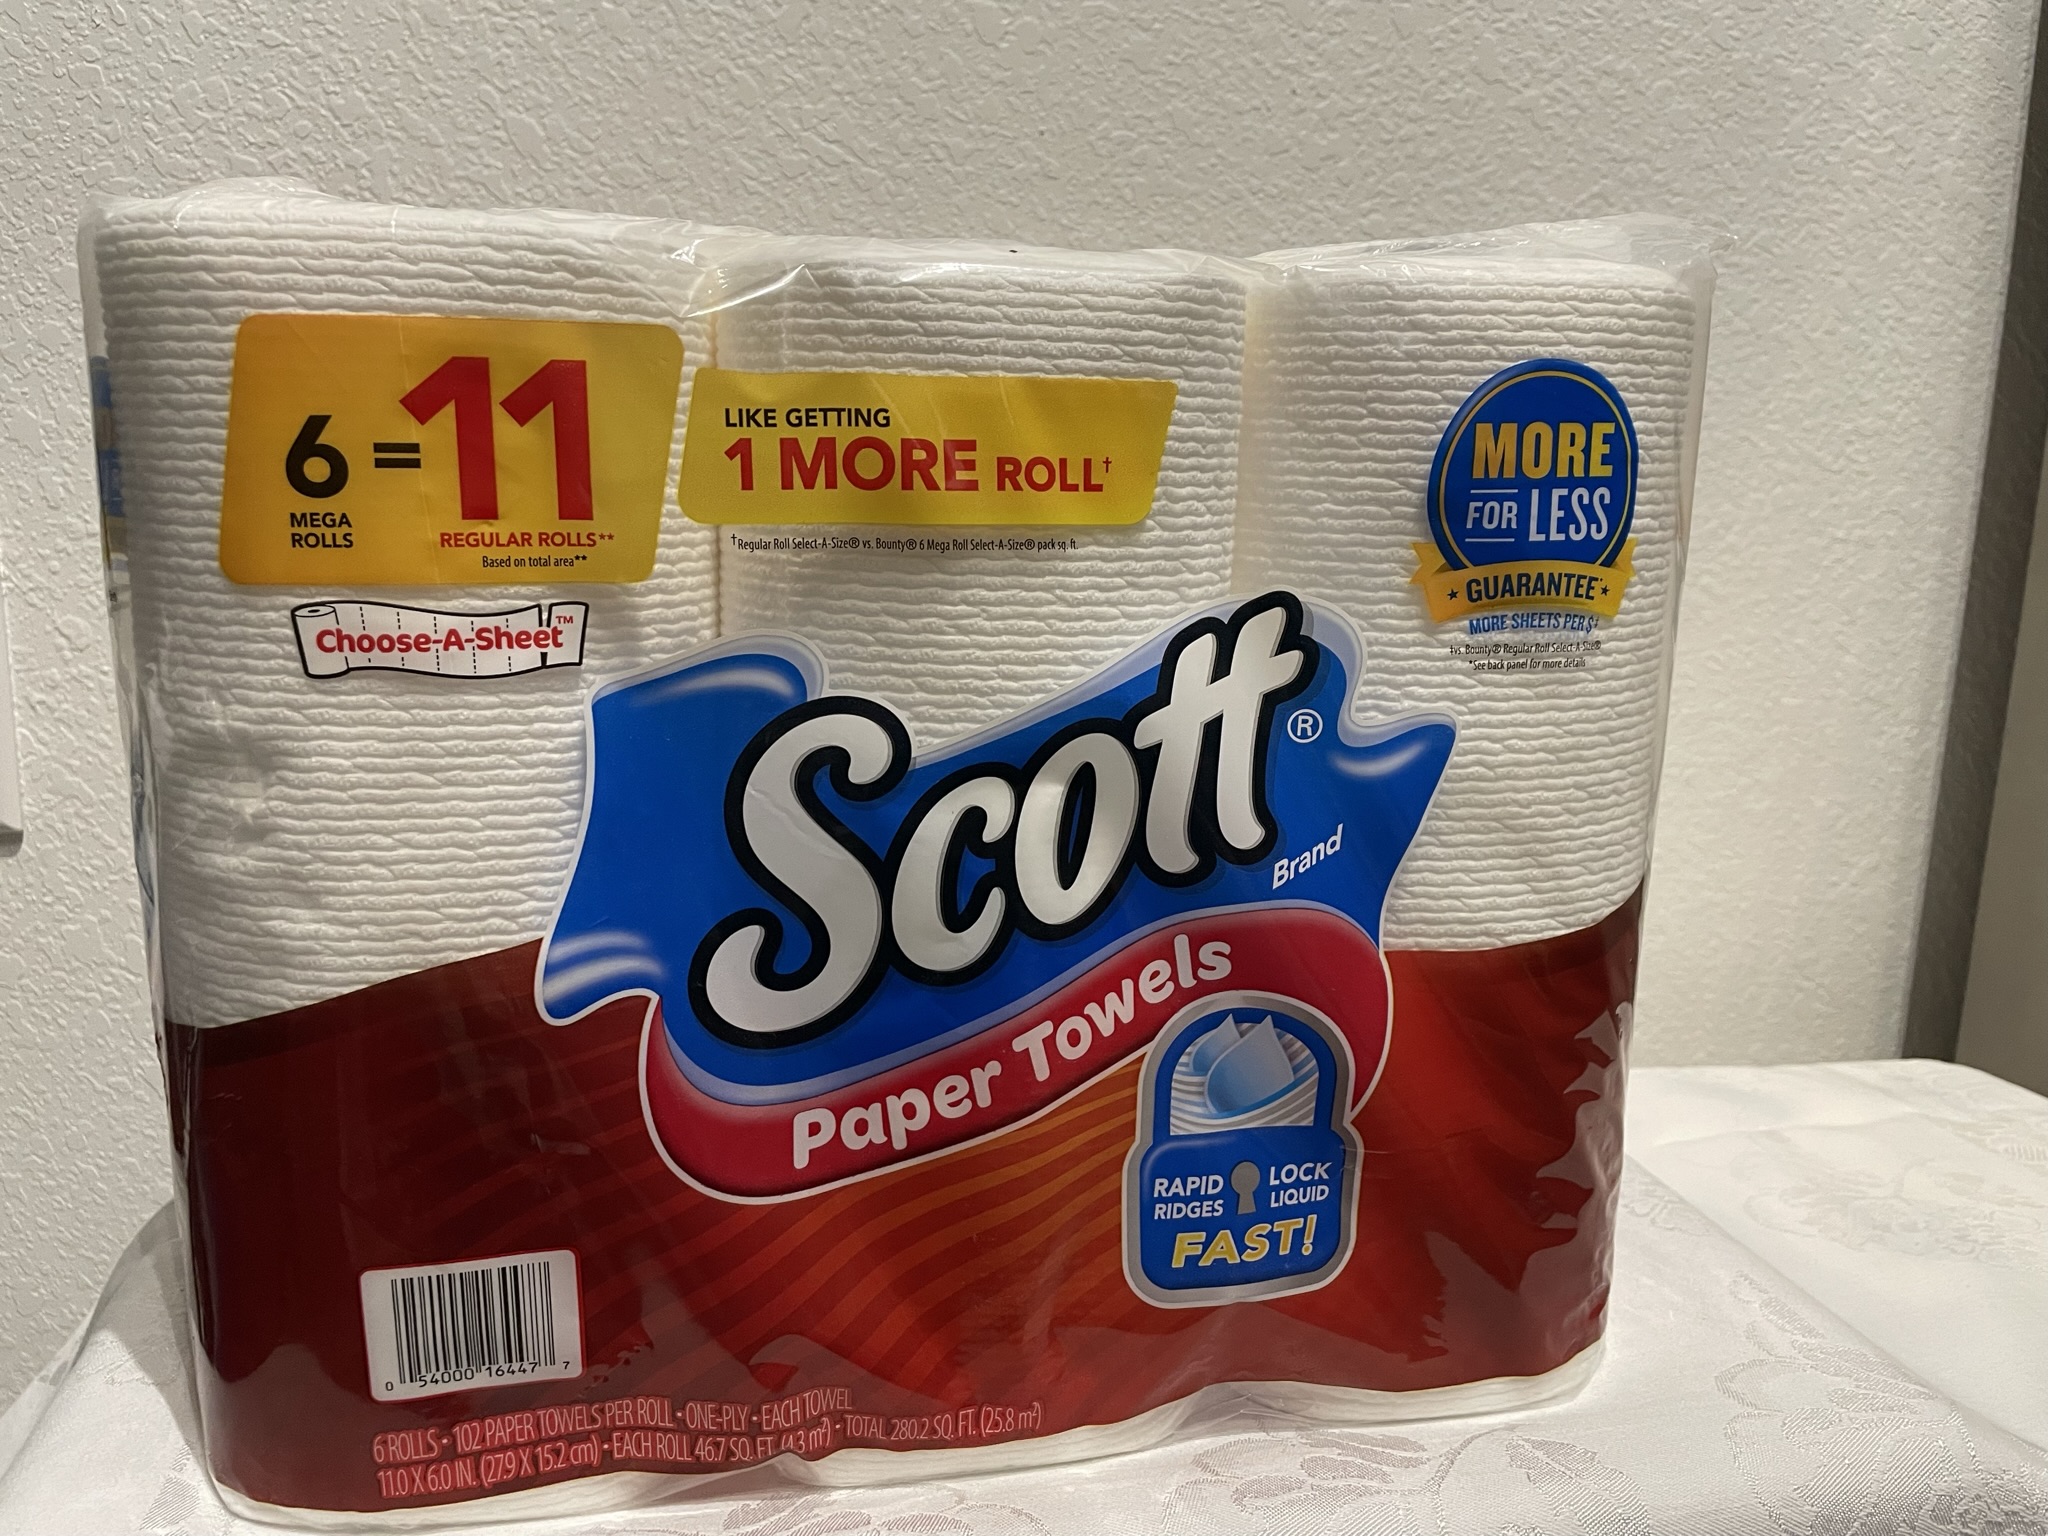 6 = 11
MEGA
ROLLS
REGULAR ROLLS**
Based on total area**
Choose-A-Sheet™
LIKE GETTING
1 MORE ROLL†
†Regular Roll Select-A-Size® vs. Bounty® 6 Mega Roll Select-A-Size® pack sq. ft.
MORE
FOR LESS
GUARANTEE*
MORE SHEETS PER $‡
‡vs. Bounty® Regular Roll Select-A-Size®
*See back panel for more details
Scott®
Brand
Paper Towels
RAPID LOCK
RIDGES LIQUID
FAST!
0 54000 16447 7
6 ROLLS • 102 PAPER TOWELS PER ROLL • ONE-PLY • EACH TOWEL
11.0 X 6.0 IN. (27.9 X 15.2 cm) • EACH ROLL 46.7 SQ. FT. (4.3 m²) • TOTAL 280.2 SQ. FT. (25.8 m²)